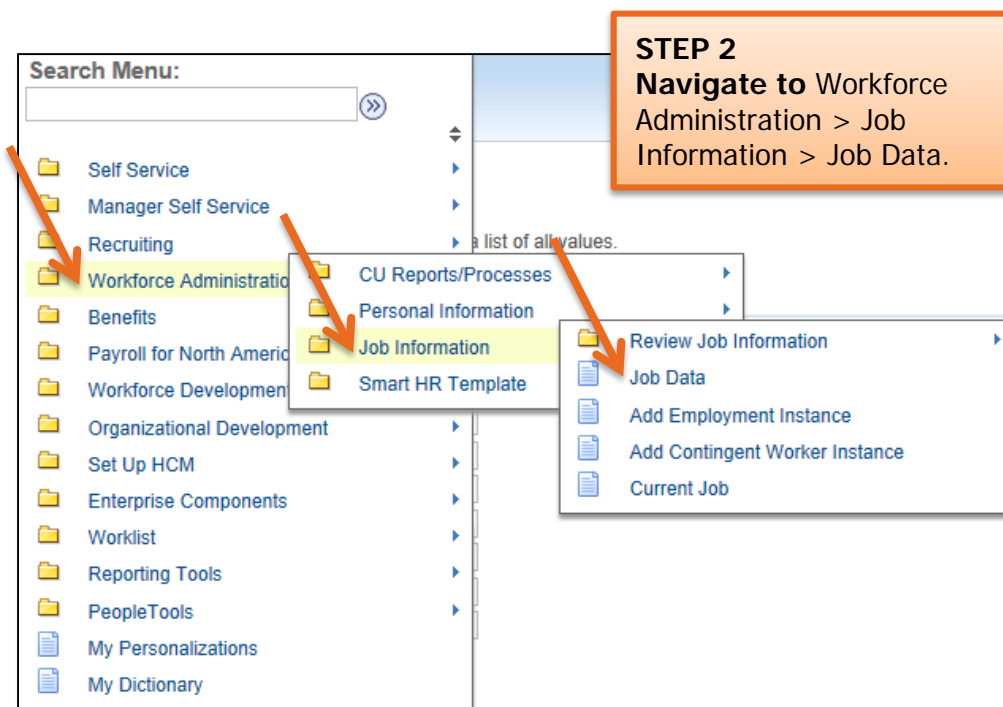 STEP 2
Navigate to Workforce
Administration > Job
Information > Job Data.
Search Menu:
Self Service
Manager Self Service
Recruiting
a list of all values.
Workforce Administratio
Benefits
Payroll for North Americ
Workforce Developmen
Organizational Development
Set Up HCM
Enterprise Components
Worklist
Reporting Tools
PeopleTools
My Personalizations
My Dictionary
CU Reports/Processes
Personal Information
Job Information
Smart HR Template
Review Job Information
Job Data
Add Employment Instance
Add Contingent Worker Instance
Current Job